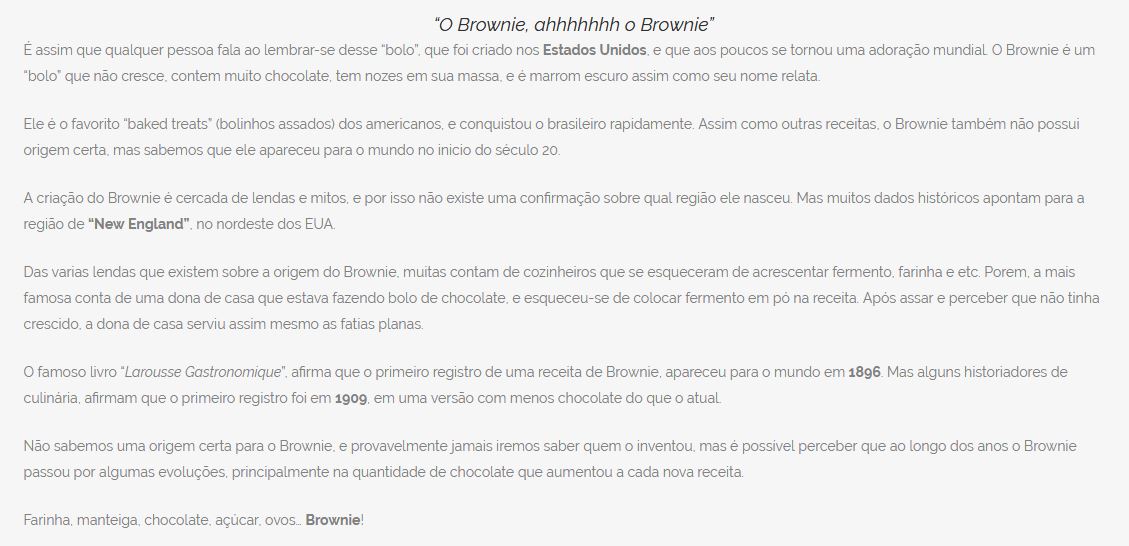 “O Brownie, ahhhhhhh o Brownie”
É assim que qualquer pessoa fala ao lembrar-se desse “bolo”, que foi criado nos Estados Unidos, e que aos poucos se tornou uma adoração mundial. O Brownie é um
“bolo” que não cresce, contem muito chocolate, tem nozes em sua massa, e é marrom escuro assim como seu nome relata.
Ele é o favorito “baked treats” (bolinhos assados) dos americanos, e conquistou o brasileiro rapidamente. Assim como outras receitas, o Brownie também não possui
origem certa, mas sabemos que ele apareceu para o mundo no inicio do século 20.
A criação do Brownie é cercada de lendas e mitos, e por isso não existe uma confirmação sobre qual região ele nasceu. Mas muitos dados históricos apontam para a
região de “New England”, no nordeste dos EUA.
Das varias lendas que existem sobre a origem do Brownie, muitas contam de cozinheiros que se esqueceram de acrescentar fermento, farinha e etc. Porem, a mais
famosa conta de uma dona de casa que estava fazendo bolo de chocolate, e esqueceu-se de colocar fermento em pó na receita. Após assar e perceber que não tinha
crescido, a dona de casa serviu assim mesmo as fatias planas.
O famoso livro “Larousse Gastronomique”, afirma que o primeiro registro de uma receita de Brownie, apareceu para o mundo em 1896. Mas alguns historiadores de
culinária, afirmam que o primeiro registro foi em 1909, em uma versão com menos chocolate do que o atual.
Não sabemos uma origem certa para o Brownie, e provavelmente jamais iremos saber quem o inventou, mas é possível perceber que ao longo dos anos o Brownie
passou por algumas evoluções, principalmente na quantidade de chocolate que aumentou a cada nova receita.
Farinha, manteiga, chocolate, açúcar, ovos… Brownie!